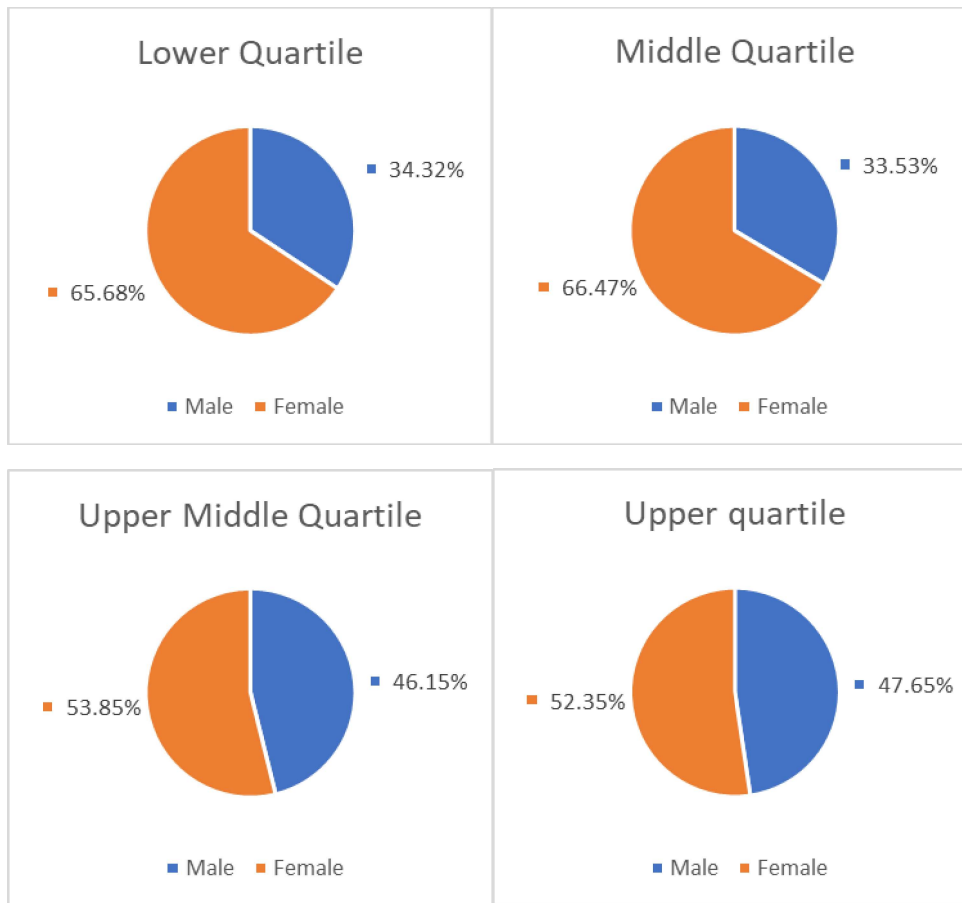 Lower Quartile
34.32%
65.68%
Male Female
Middle Quartile
33.53%
66.47%
Male Female
Upper Middle Quartile
46.15%
53.85%
Male Female
Upper quartile
47.65%
52.35%
Male Female